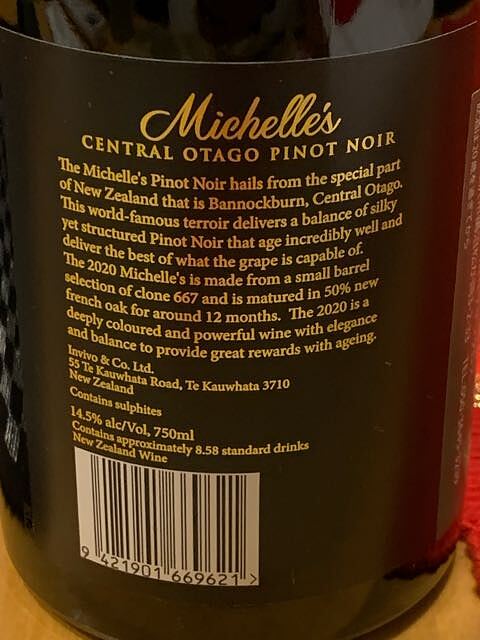 Michelle's
CENTRAL OTAGO PINOT NOIR
The Michelle's Pinot Noir hails from the special part
of New Zealand that is Bannockburn, Central Otago.
This world-famous terroir delivers a balance of silky
yet structured Pinot Noir that age incredibly well and
deliver the best of what the grape is capable of.
The 2020 Michelle's is made from a small barrel
selection of clone 667 and is matured in 50% new
french oak for around 12 months. The 2020 is a
deeply coloured and powerful wine with elegance
and balance to provide great rewards with ageing.
Invivo & Co. Ltd.
55 Te Kauwhata Road, Te Kauwhata 3710
New Zealand
Contains sulphites
14.5% alc/Vol, 750ml
Contains approximately 8.58 standard drinks
New Zealand Wine
9 421901 669621 >